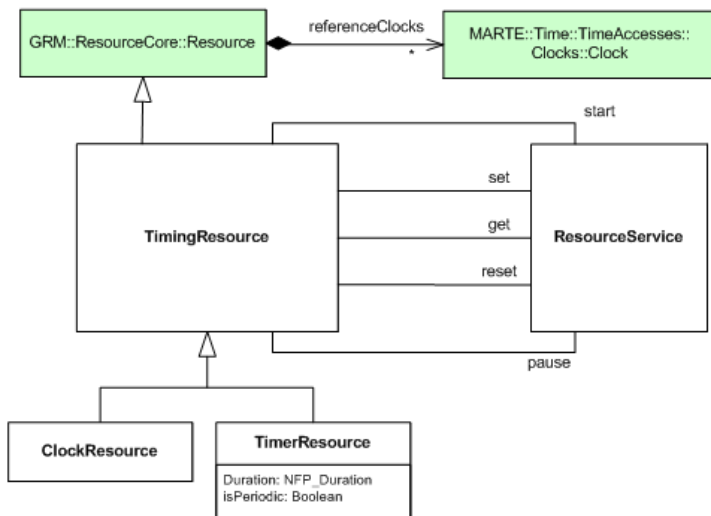 GRM::ResourceCore::Resource
referenceClocks
*
MARTE::Time::TimeAccesses::
Clocks::Clock
start
TimingResource
set
get
reset
ResourceService
pause
ClockResource
TimerResource
Duration: NFP_Duration
isPeriodic: Boolean